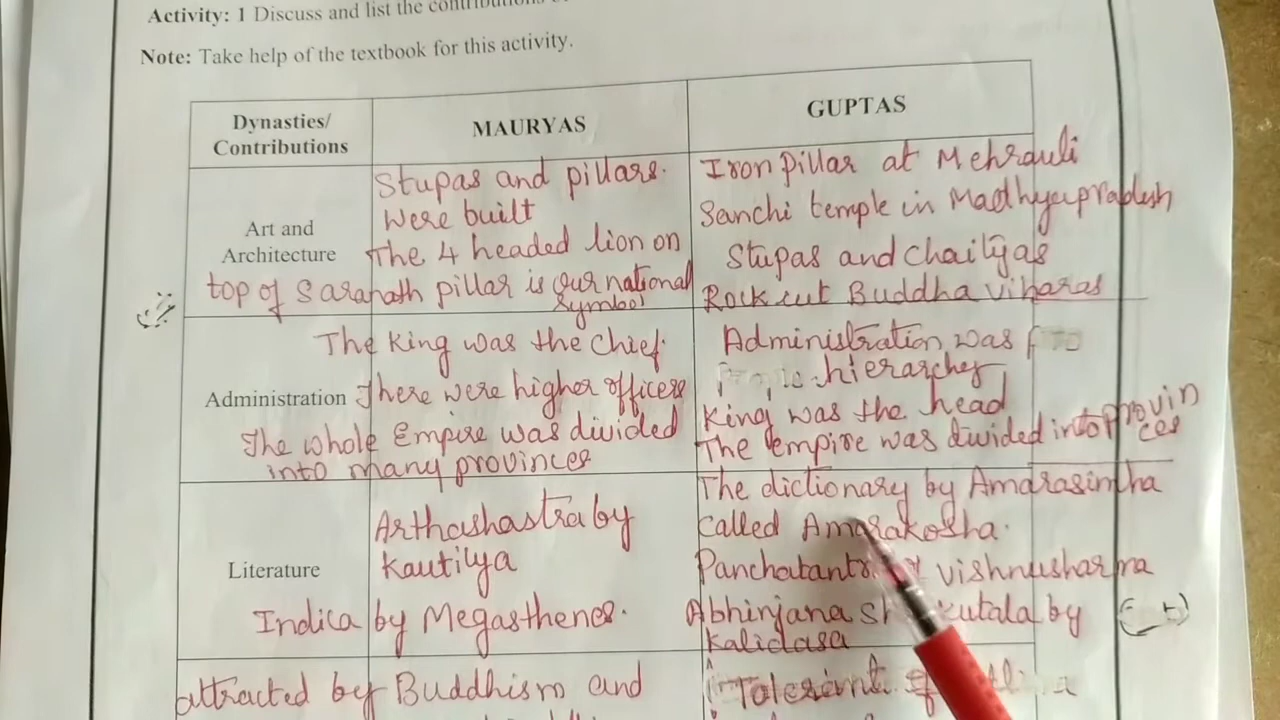 Activity: 1 Discuss and list the contributions
Note: Take help of the textbook for this activity.
Dynasties/
Contributions
MAURYAS
GUPTAS
Art and
Architecture
Stupas and pillars.
were built
The 4 headed lion on
top of Saranath pillar is our national
symbol
Iron pillar at Mehrauli
Sanchi temple in Madhyapradesh
Stupas and Chaityas
Rock cut Buddha viharas
Administration
The King was the Chief.
There were higher officers
The whole Empire was divided
into many provinces
Administration was
hierarchy
King was the head
The empire was divided into provin
ces
Literature
Arthashastra by
Kautilya
Indica by Megasthenes.
The dictionary by Amarasimha
called Amarakosha.
Panchatantra vishnusharma
Abhinjana by
Kalidasa
attracted by Buddhism and
Tolerant